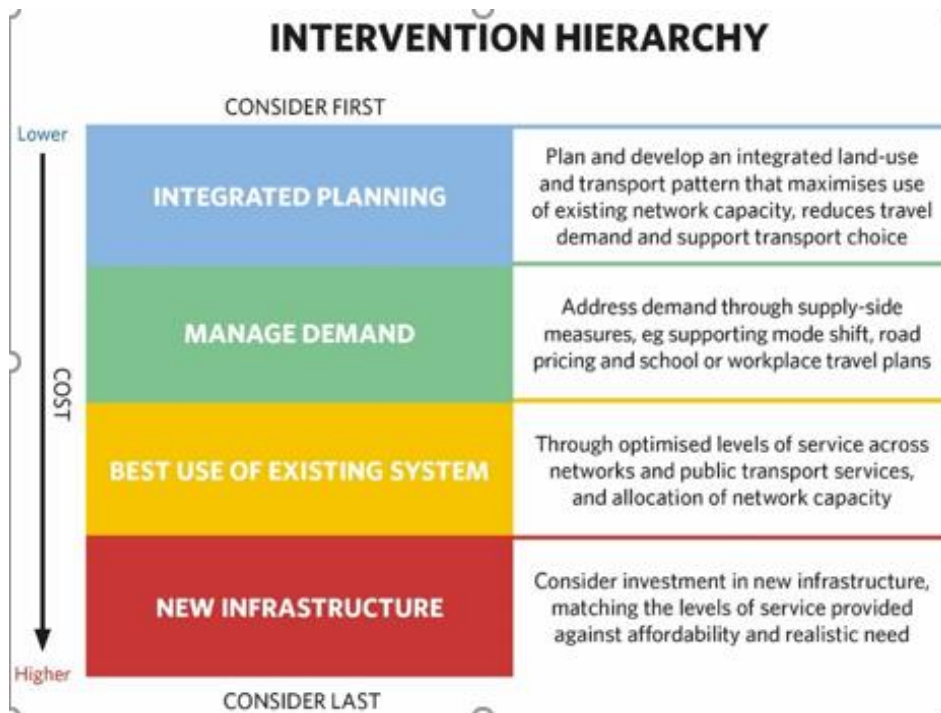 INTERVENTION HIERARCHY
CONSIDER FIRST
Lower
INTEGRATED PLANNING
Plan and develop an integrated land-use
and transport pattern that maximises use
of existing network capacity, reduces travel
demand and support transport choice
MANAGE DEMAND
Address demand through supply-side
measures, eg supporting mode shift, road
pricing and school or workplace travel plans
COST
BEST USE OF EXISTING SYSTEM
Through optimised levels of service across
networks and public transport services,
and allocation of network capacity
NEW INFRASTRUCTURE
Consider investment in new infrastructure,
matching the levels of service provided
against affordability and realistic need
Higher
CONSIDER LAST